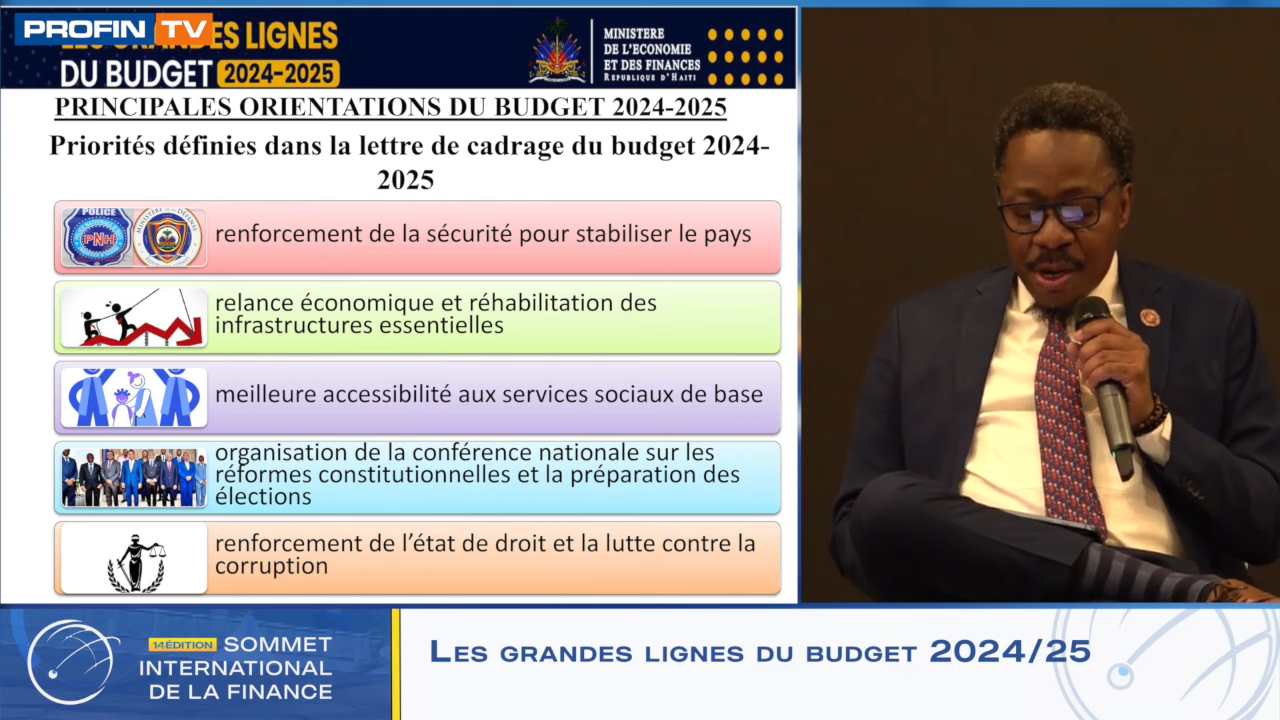 PROFIN TV
LES GRANDES LIGNES
DU BUDGET 2024-2025
MINISTERE
DE L'ECONOMIE
ET DES FINANCES
REPUBLIQUE D'HAITI
PRINCIPALES ORIENTATIONS DU BUDGET 2024-2025
Priorités définies dans la lettre de cadrage du budget 2024-
2025
POLICE
PNH
renforcement de la sécurité pour stabiliser le pays
relance économique et réhabilitation des
infrastructures essentielles
meilleure accessibilité aux services sociaux de base
organisation de la conférence nationale sur les
réformes constitutionnelles et la préparation des
élections
renforcement de l'état de droit et la lutte contre la
corruption
14ÉDITION SOMMET
INTERNATIONAL
DE LA FINANCE
LES GRANDES LIGNES DU BUDGET 2024/25